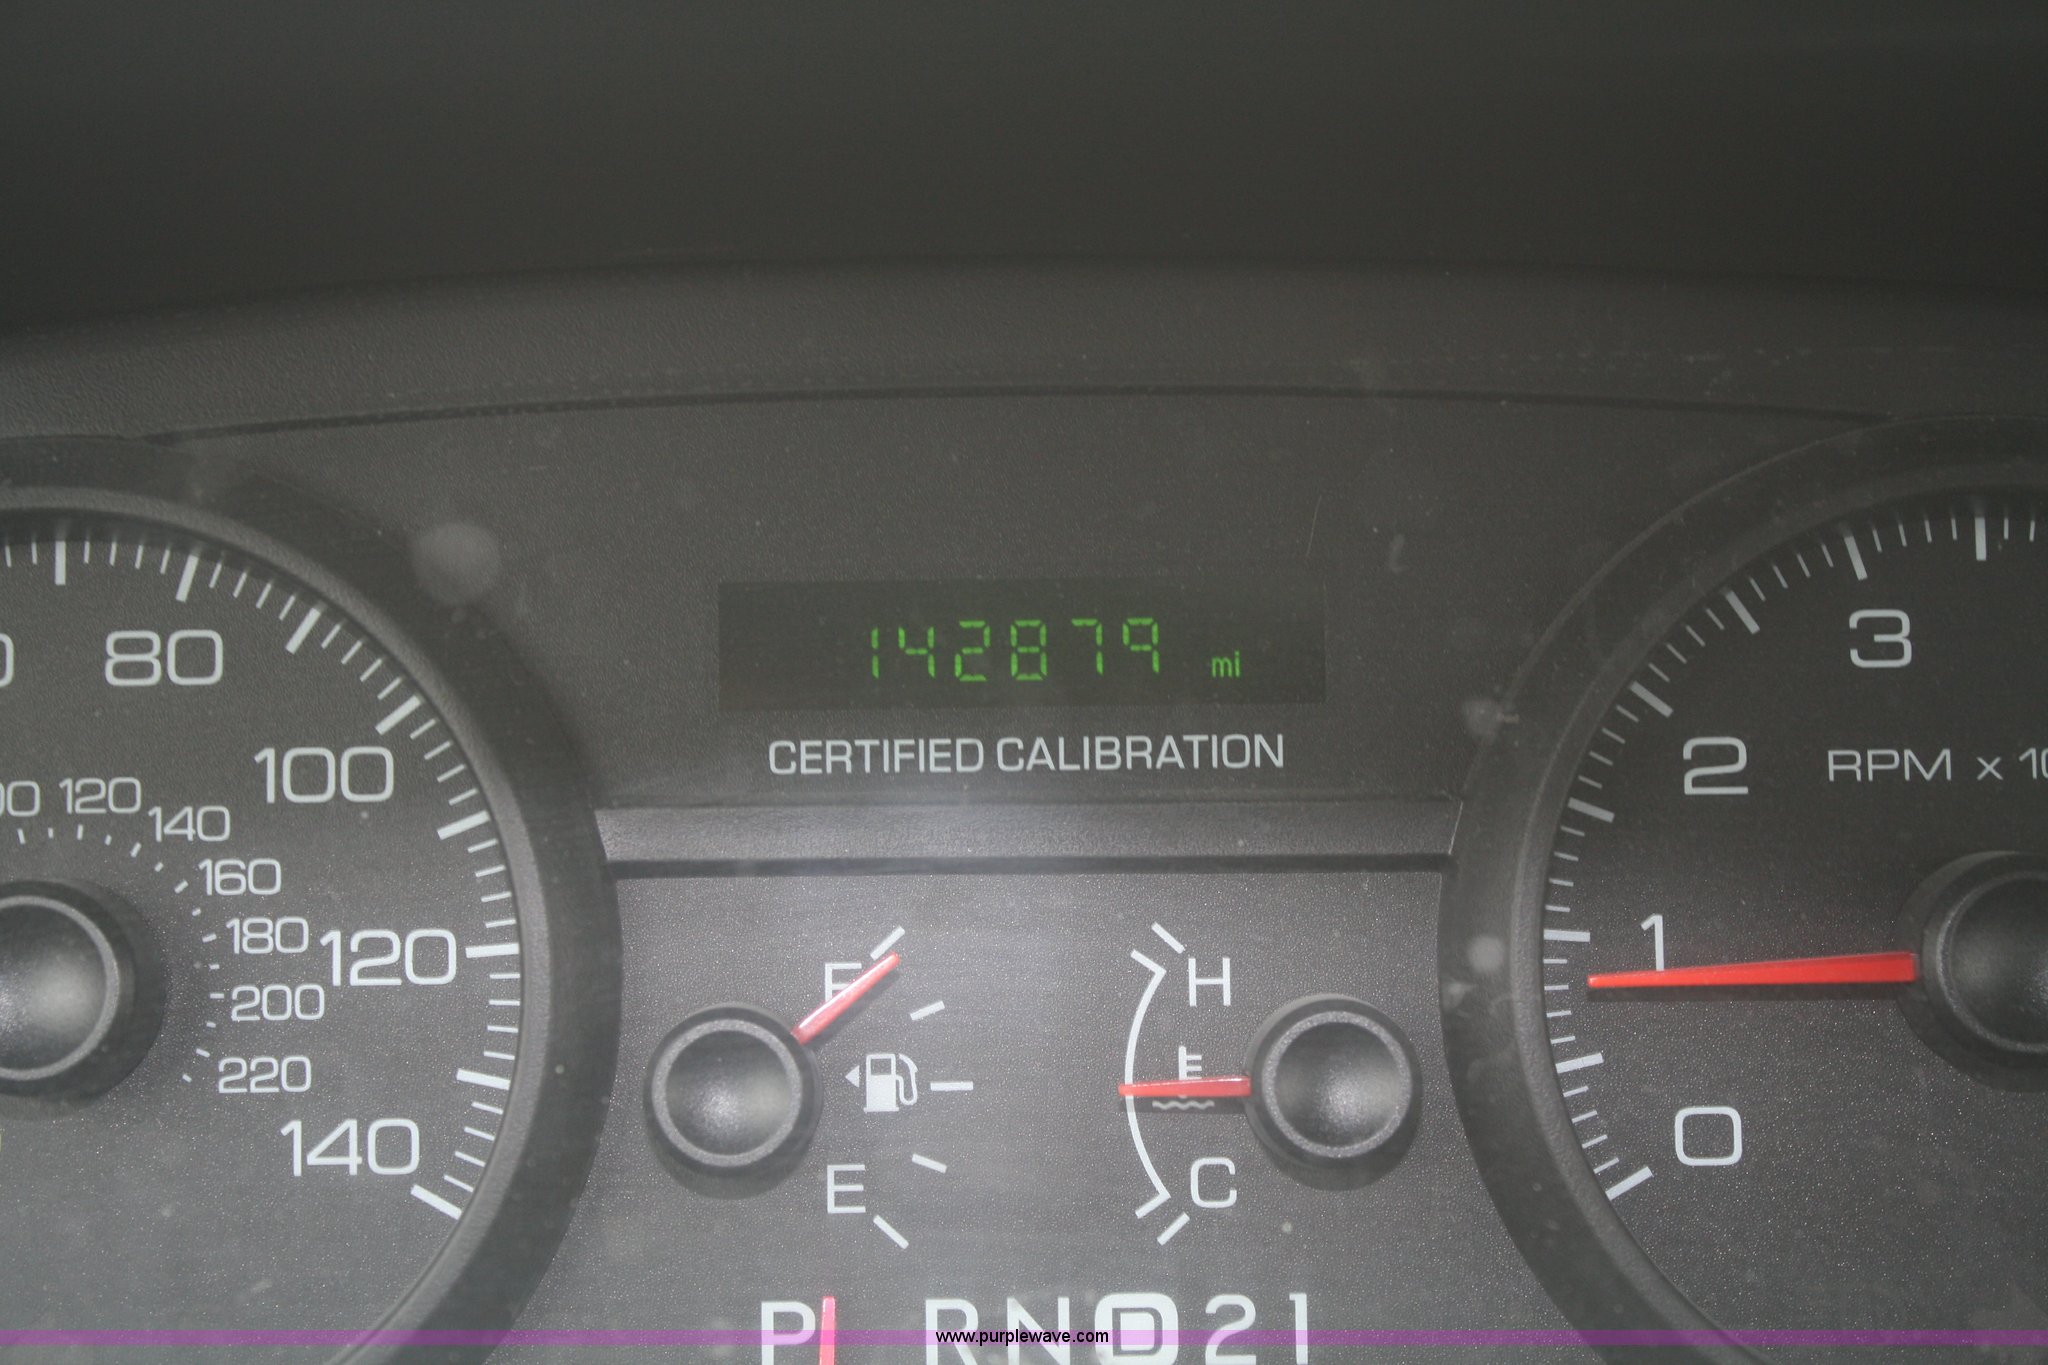 142879 mi
CERTIFIED CALIBRATION
80
100
120
140
120
140
160
180
200
220
F
E
H
C
3
2
1
0
RPM x 10
P RND21
www.purplewave.com